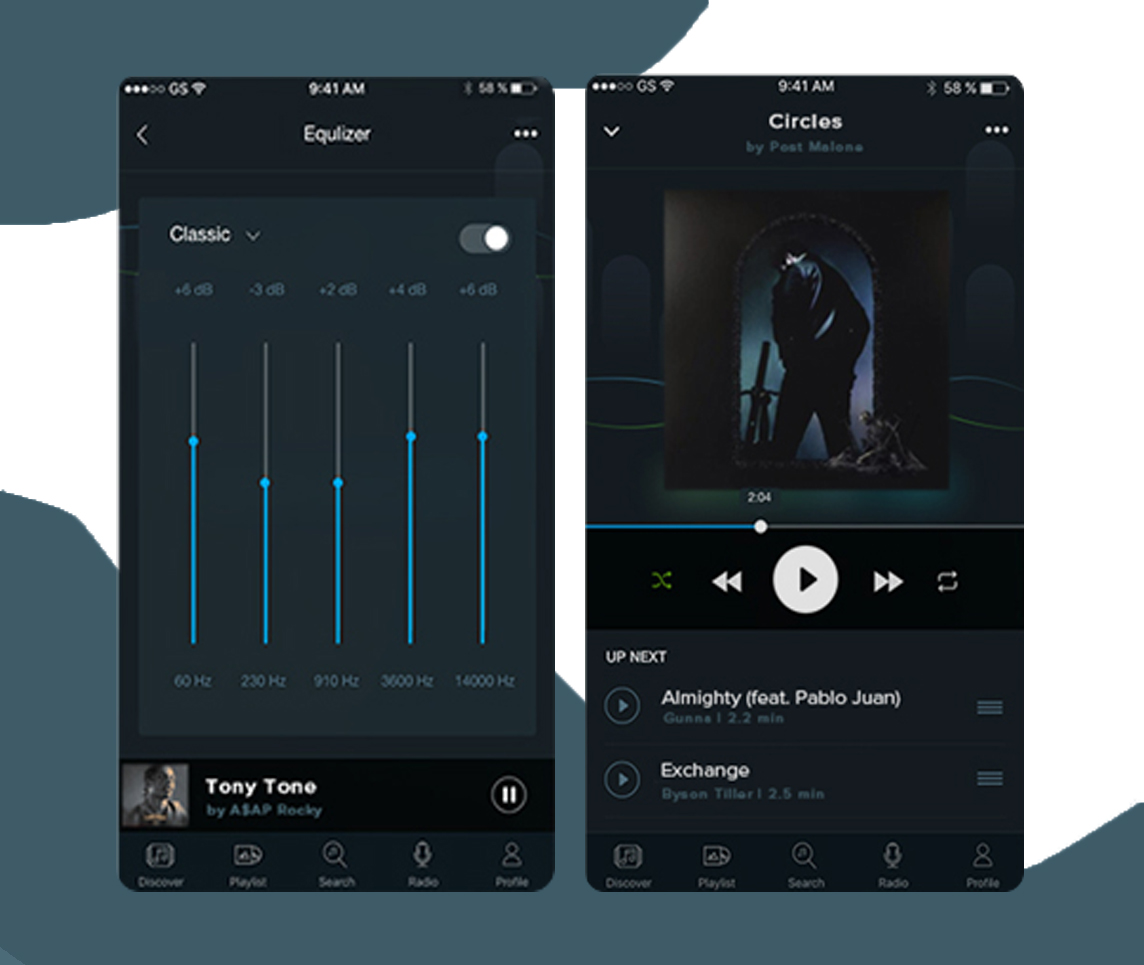 GS 9:41 AM 58 %
Equlizer
Classic
+6 dB -3 dB +2 dB +4 dB +6 dB
60 Hz 230 Hz 910 Hz 3600 Hz 14000 Hz
Tony Tone
by A$AP Rocky
Discover Playlist Search Radio Profile
GS 9:41 AM 58 %
Circles
by Post Malone
2:04
UP NEXT
Almighty (feat. Pablo Juan)
Gunna | 2.2 min
Exchange
Byson Tiller | 2.5 min
Discover Playlist Search Radio Profile